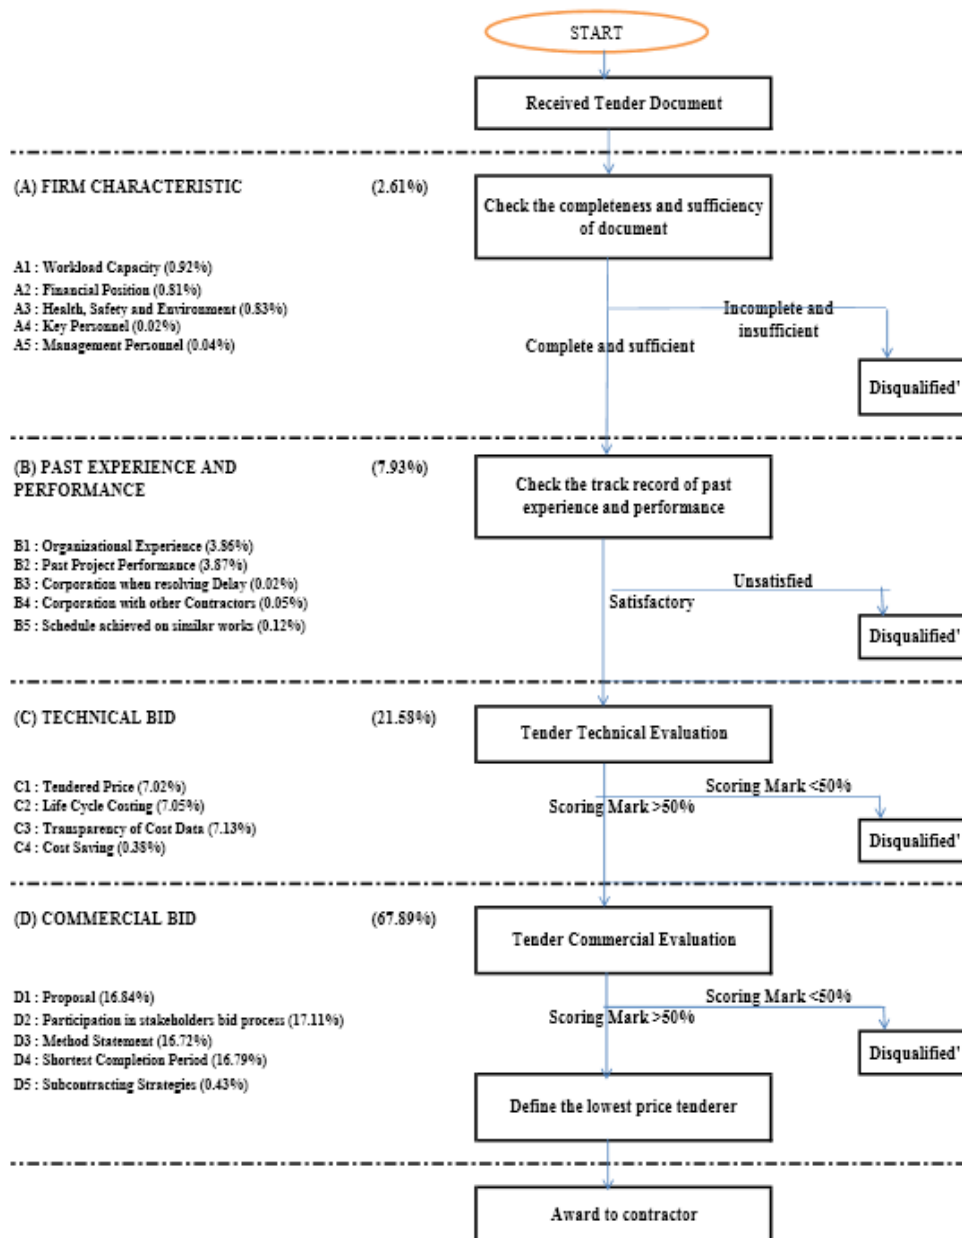 START
Received Tender Document
(A) FIRM CHARACTERISTIC (2.61%)
Check the completeness and sufficiency
of document
A1 : Workload Capacity (0.92%)
A2 : Financial Position (0.81%)
A3 : Health, Safety and Environment (0.83%)
A4 : Key Personnel (0.02%)
A5 : Management Personnel (0.04%)
Incomplete and
insufficient
Complete and sufficient
Disqualified'
(B) PAST EXPERIENCE AND (7.93%)
PERFORMANCE
Check the track record of past
experience and performance
B1 : Organizational Experience (3.86%)
B2 : Past Project Performance (3.87%)
B3 : Corporation when resolving Delay (0.02%)
B4 : Corporation with other Contractors (0.05%)
B5 : Schedule achieved on similar works (0.12%)
Unsatisfied
Satisfactory
Disqualified'
(C) TECHNICAL BID (21.58%)
Tender Technical Evaluation
C1 : Tendered Price (7.02%)
C2 : Life Cycle Costing (7.05%)
C3 : Transparency of Cost Data (7.13%)
C4 : Cost Saving (0.38%)
Scoring Mark <50%
Scoring Mark >50%
Disqualified'
(D) COMMERCIAL BID (67.89%)
Tender Commercial Evaluation
D1 : Proposal (16.84%)
D2 : Participation in stakeholders bid process (17.11%)
D3 : Method Statement (16.72%)
D4 : Shortest Completion Period (16.79%)
D5 : Subcontracting Strategies (0.43%)
Scoring Mark <50%
Scoring Mark >50%
Disqualified'
Define the lowest price tenderer
Award to contractor